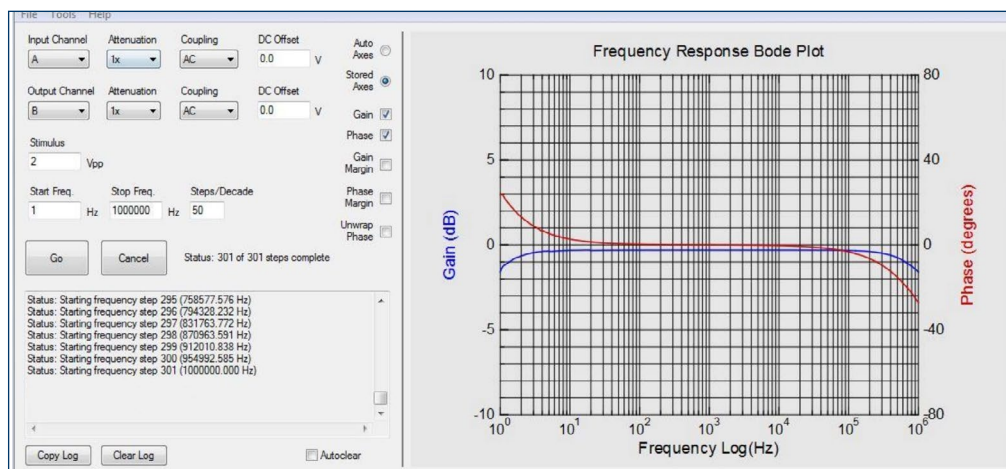 File Tools Help
Input Channel Attenuation Coupling DC Offset
A 1x AC 0.0 V
Output Channel Attenuation Coupling DC Offset
B 1x AC 0.0 V
Stimulus
2 Vpp
Start Freq. Stop Freq. Steps/Decade
1 Hz 1000000 Hz 50
Go Cancel Status: 301 of 301 steps complete
Auto
Axes
Stored
Axes
Gain
Phase
Gain
Margin
Phase
Margin
Unwrap
Phase
Status: Starting frequency step 295 (758577.576 Hz)
Status: Starting frequency step 296 (794328.232 Hz)
Status: Starting frequency step 297 (831763.772 Hz)
Status: Starting frequency step 298 (870963.591 Hz)
Status: Starting frequency step 299 (912010.838 Hz)
Status: Starting frequency step 300 (954992.585 Hz)
Status: Starting frequency step 301 (1000000.000 Hz)
Copy Log Clear Log Autoclear
Frequency Response Bode Plot
10 80
5 40
0 0
-5 -40
-10 -80
Gain (dB)
Phase (degrees)
10⁰ 10¹ 10² 10³ 10⁴ 10⁵ 10⁶
Frequency Log(Hz)